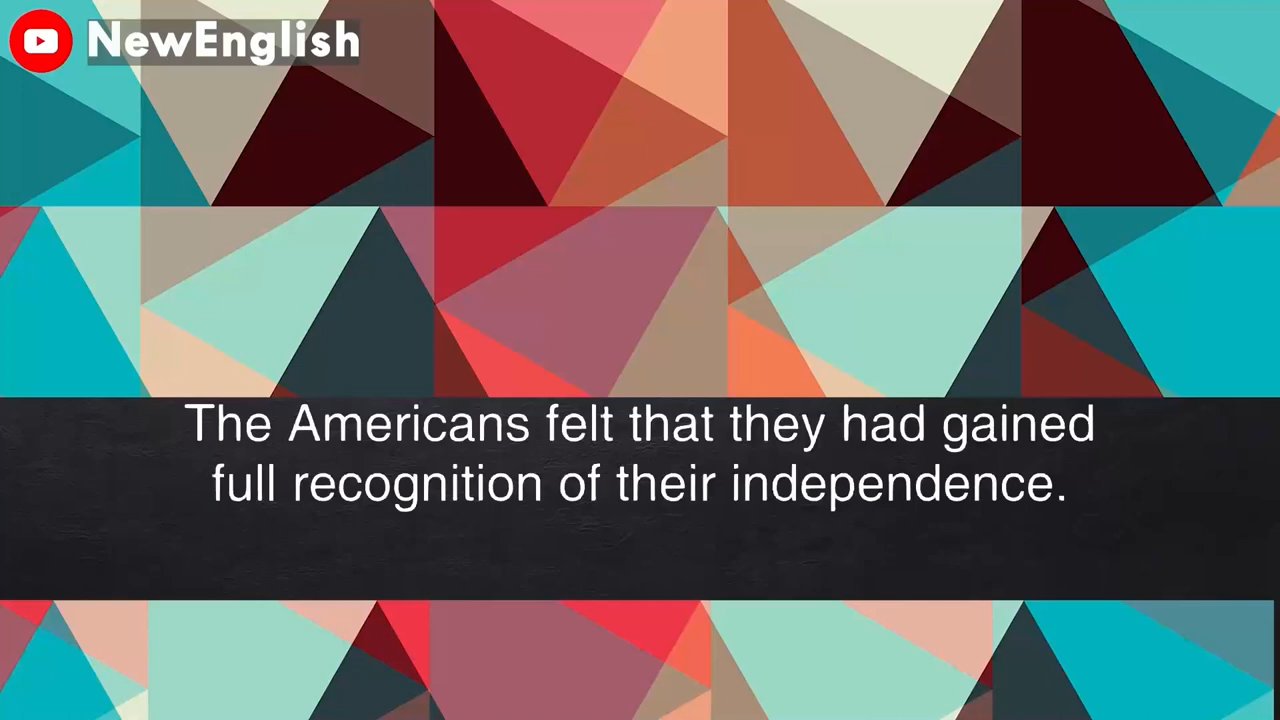 NewEnglish
The Americans felt that they had gained
full recognition of their independence.